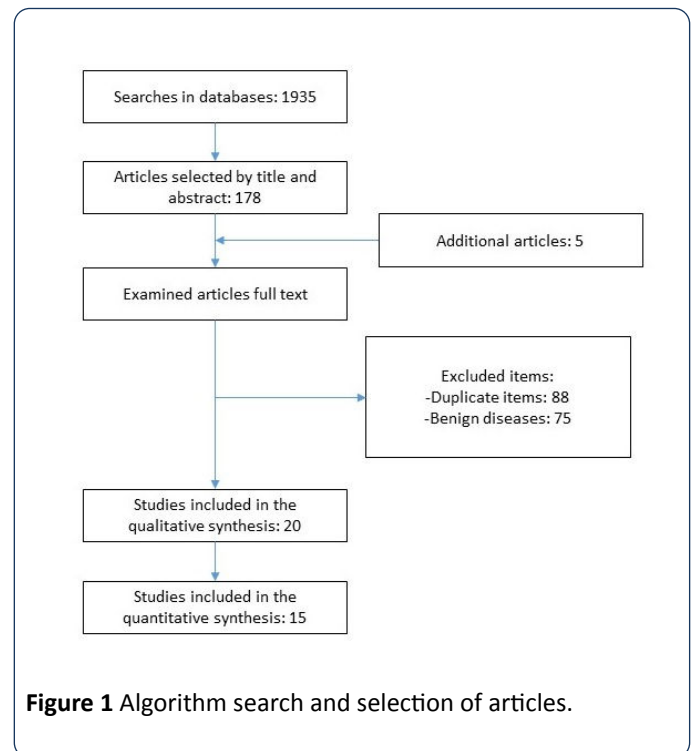 Searches in databases: 1935
Articles selected by title and
abstract: 178
Additional articles: 5
Examined articles full text
Excluded items:
-Duplicate items: 88
-Benign diseases: 75
Studies included in the
qualitative synthesis: 20
Studies included in the
quantitative synthesis: 15
Figure 1 Algorithm search and selection of articles.